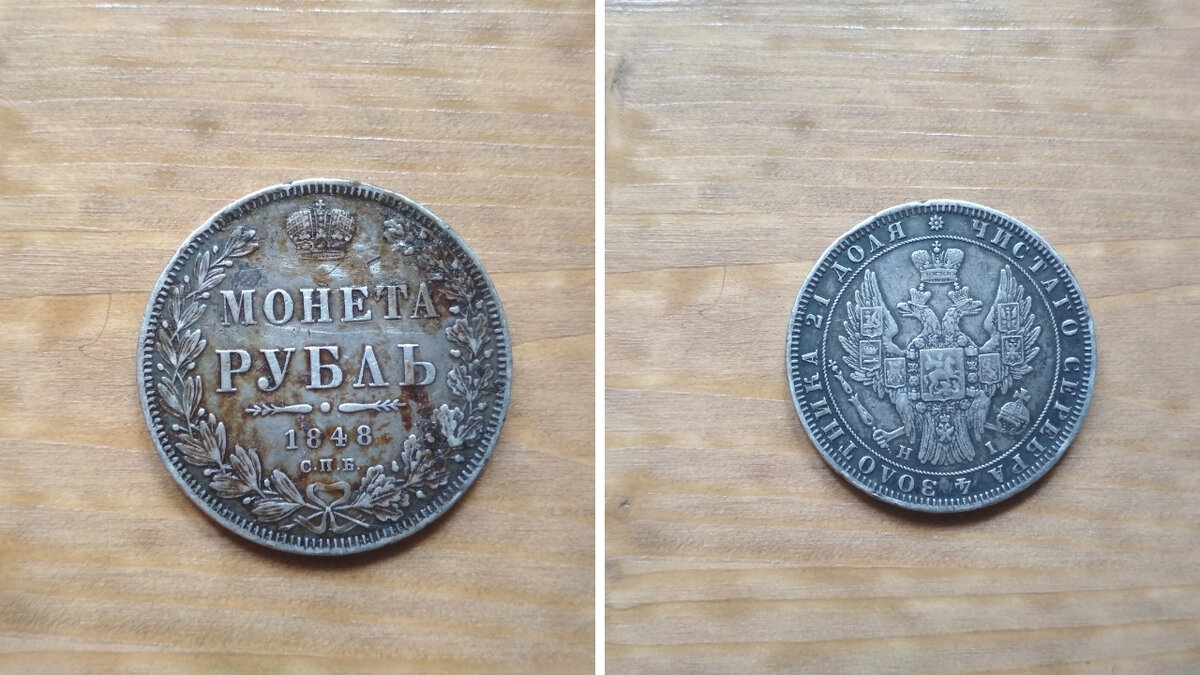 МОНЕТА
РУБЛЬ
1848
С.П.Б.
ЧИСТАГО СЕРЕБРА 4 ЗОЛОТНИКА 21 ДОЛЯ
Н I